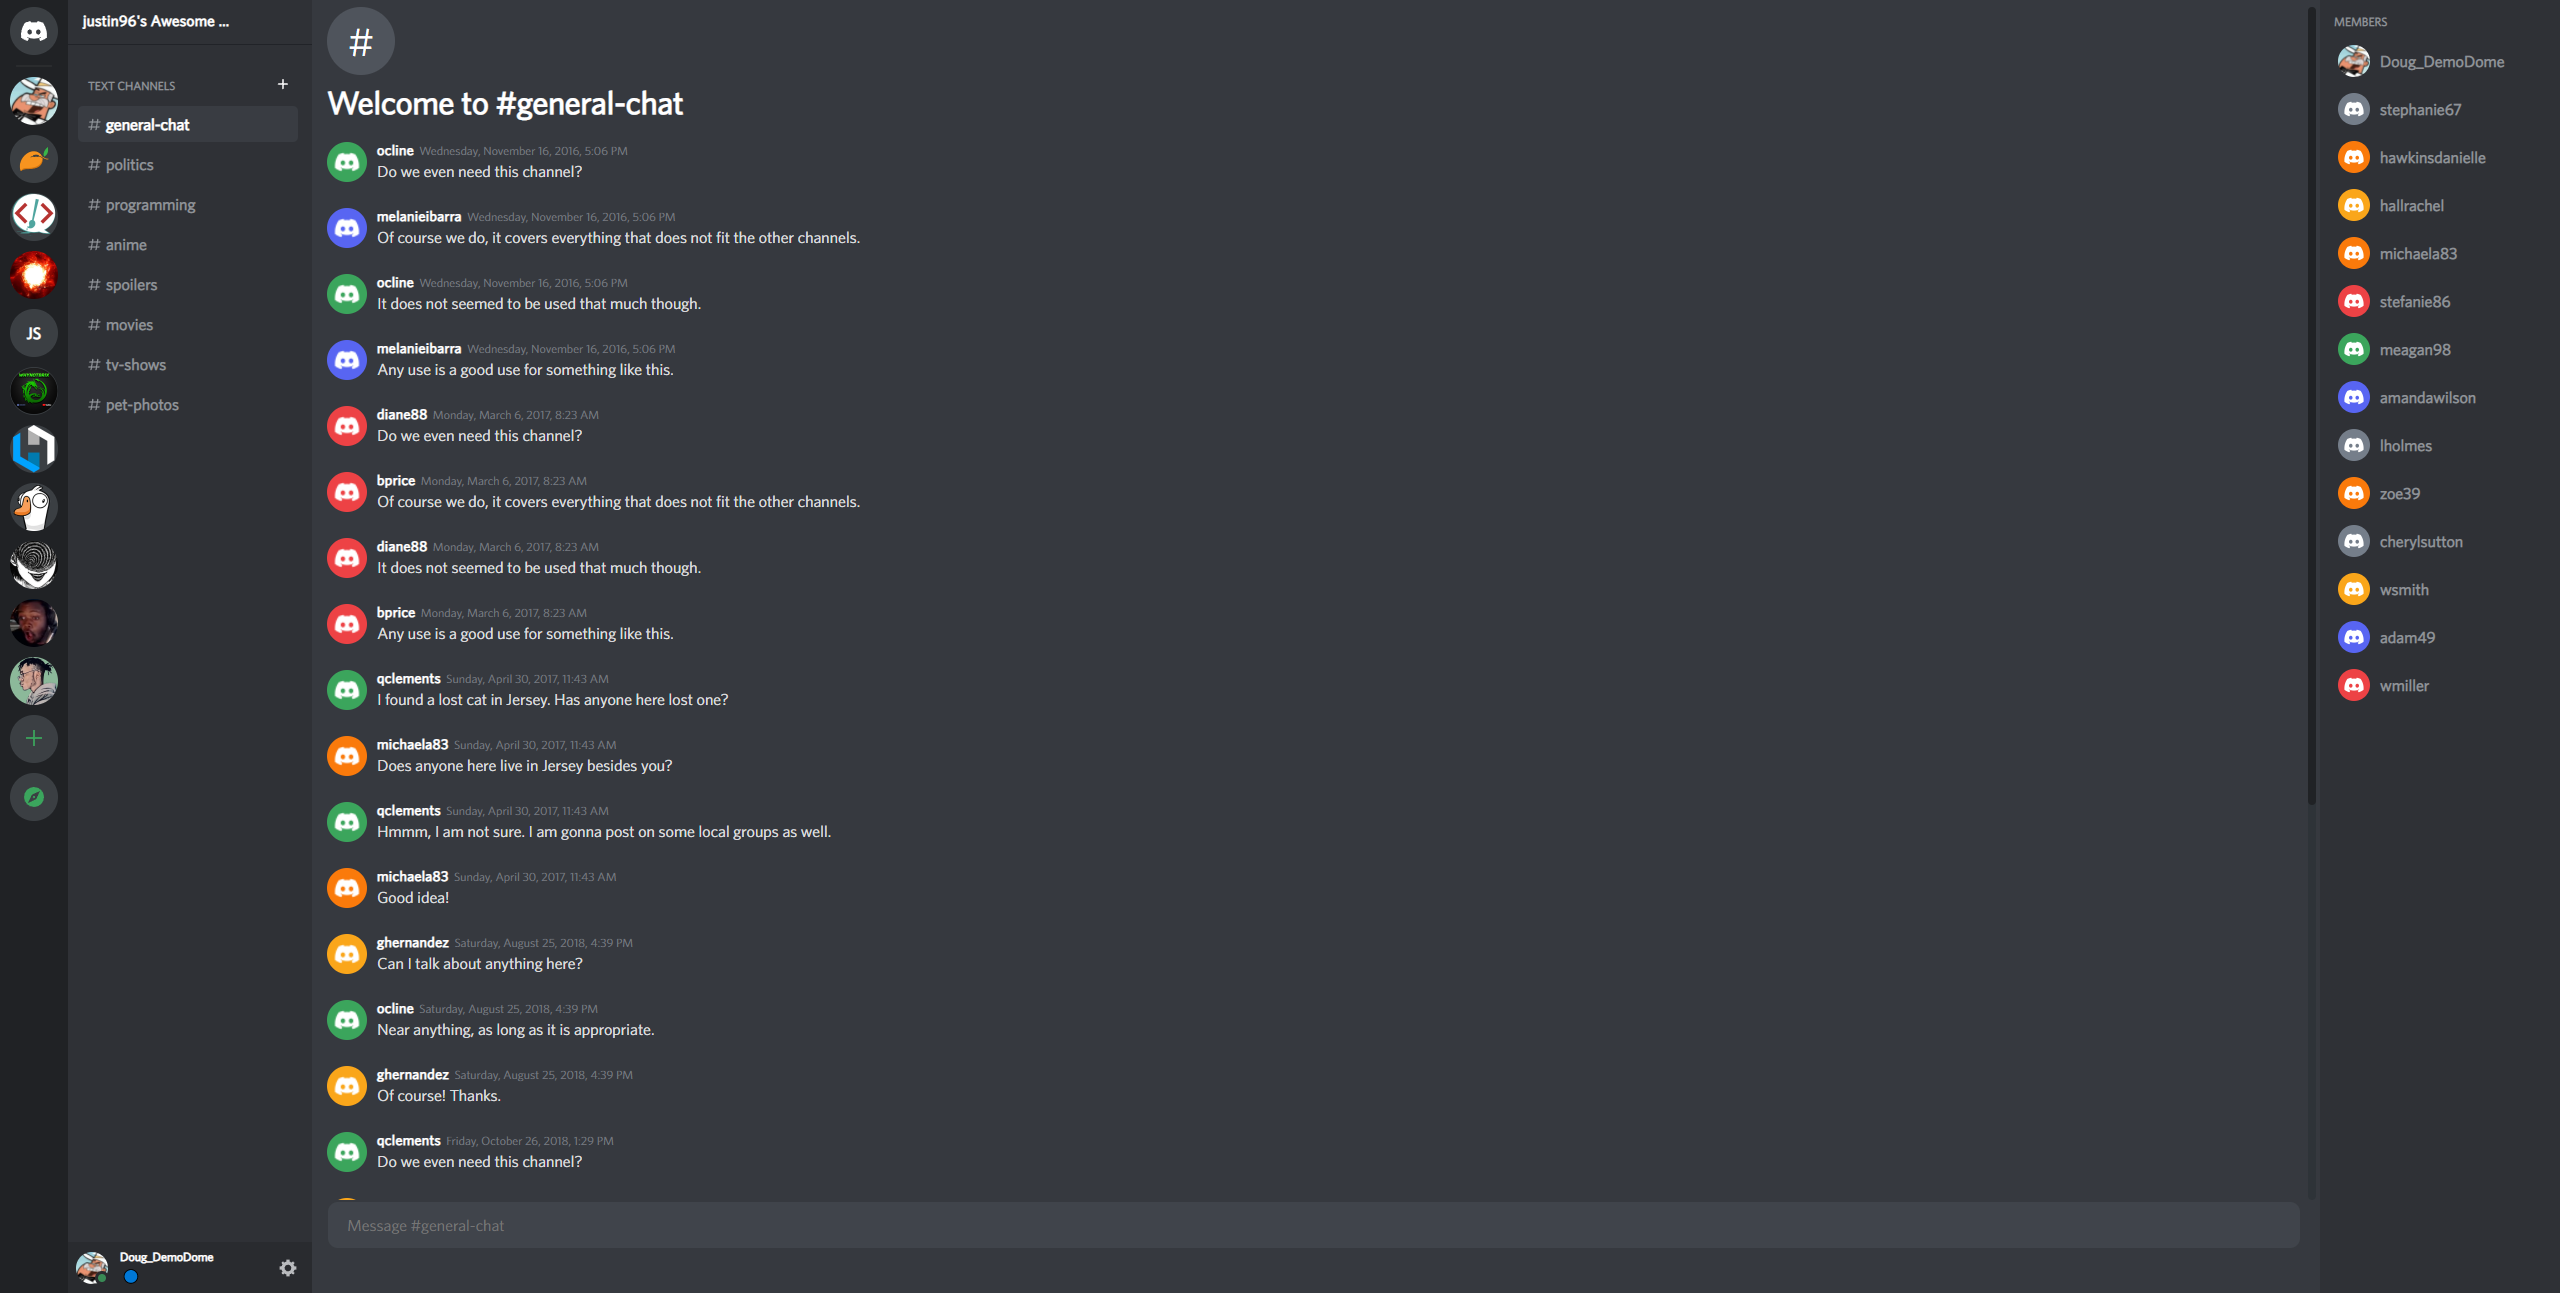 justin96's Awesome ...
TEXT CHANNELS
+
# general-chat
# politics
# programming
# anime
# spoilers
# movies
# tv-shows
# pet-photos
JS
Doug_DemoDome
#
Welcome to #general-chat
ocline Wednesday, November 16, 2016, 5:06 PM
Do we even need this channel?
melanieibarra Wednesday, November 16, 2016, 5:06 PM
Of course we do, it covers everything that does not fit the other channels.
ocline Wednesday, November 16, 2016, 5:06 PM
It does not seemed to be used that much though.
melanieibarra Wednesday, November 16, 2016, 5:06 PM
Any use is a good use for something like this.
diane88 Monday, March 6, 2017, 8:23 AM
Do we even need this channel?
bprice Monday, March 6, 2017, 8:23 AM
Of course we do, it covers everything that does not fit the other channels.
diane88 Monday, March 6, 2017, 8:23 AM
It does not seemed to be used that much though.
bprice Monday, March 6, 2017, 8:23 AM
Any use is a good use for something like this.
qclements Sunday, April 30, 2017, 11:43 AM
I found a lost cat in Jersey. Has anyone here lost one?
michaela83 Sunday, April 30, 2017, 11:43 AM
Does anyone here live in Jersey besides you?
qclements Sunday, April 30, 2017, 11:43 AM
Hmmm, I am not sure. I am gonna post on some local groups as well.
michaela83 Sunday, April 30, 2017, 11:43 AM
Good idea!
ghernandez Saturday, August 25, 2018, 4:39 PM
Can I talk about anything here?
ocline Saturday, August 25, 2018, 4:39 PM
Near anything, as long as it is appropriate.
ghernandez Saturday, August 25, 2018, 4:39 PM
Of course! Thanks.
qclements Friday, October 26, 2018, 1:29 PM
Do we even need this channel?
Message #general-chat
MEMBERS
Doug_DemoDome
stephanie67
hawkinsdanielle
hallrachel
michaela83
stefanie86
meagan98
amandawilson
lholmes
zoe39
cherylsutton
wsmith
adam49
wmiller